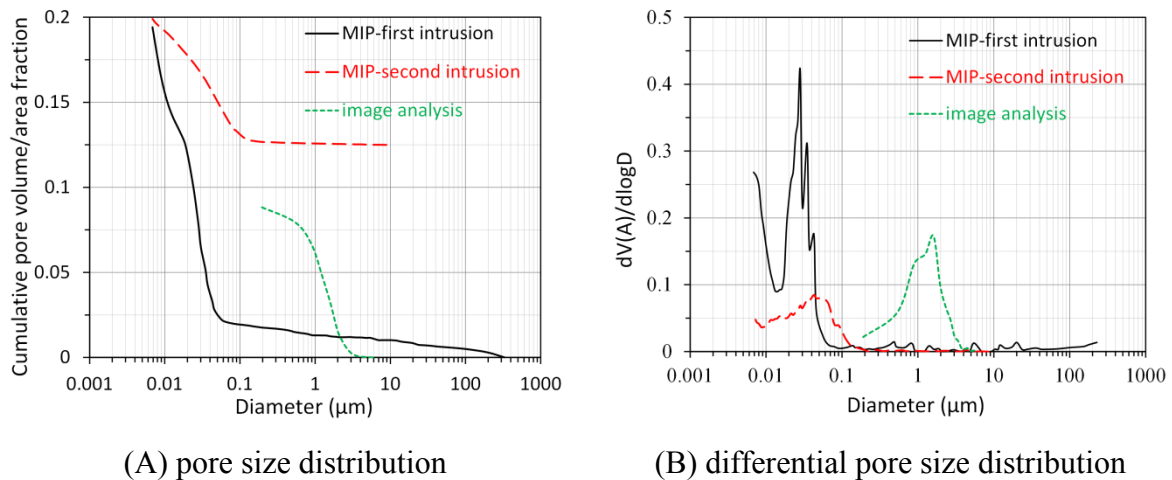 Cumulative pore volume/area fraction
0.2
0.15
0.1
0.05
0
MIP-first intrusion
MIP-second intrusion
image analysis
0.001 0.01 0.1 1 10 100 1000
Diameter (μm)
(A) pore size distribution
dV(A)/dlogD
0.5
0.4
0.3
0.2
0.1
0
MIP-first intrusion
MIP-second intrusion
image analysis
0.001 0.01 0.1 1 10 100 1000
Diameter (μm)
(B) differential pore size distribution